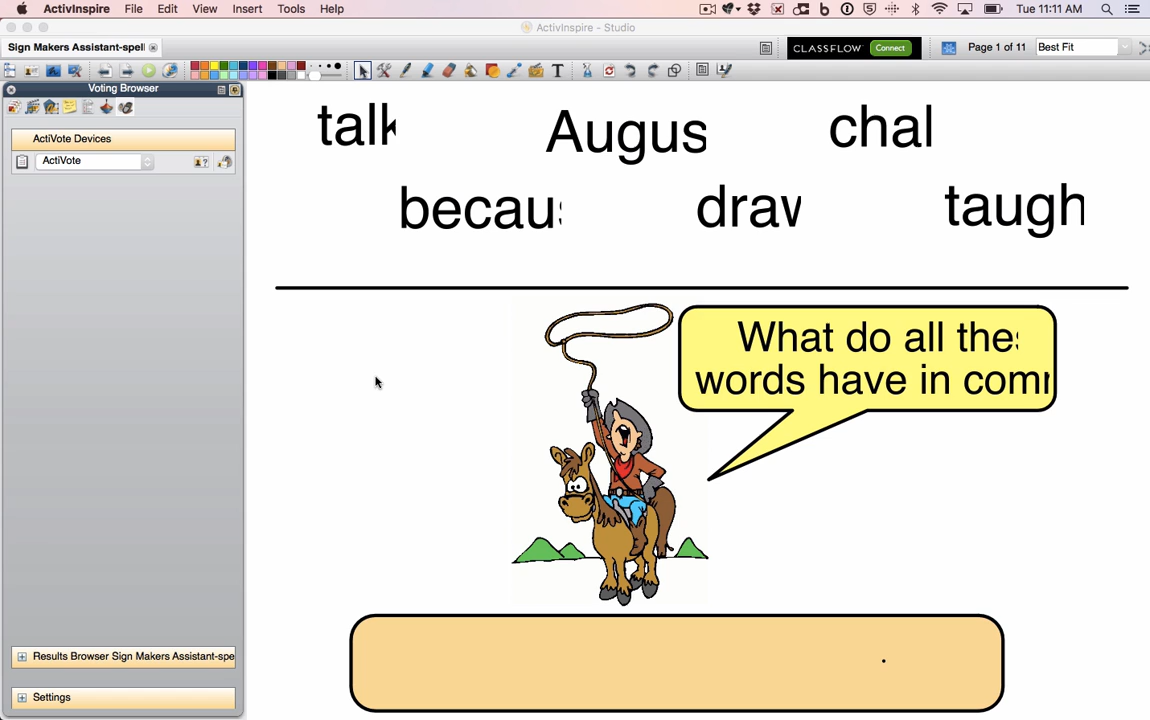 ActivInspire File Edit View Insert Tools Help Tue 11:11 AM
ActivInspire - Studio
Sign Makers Assistant-spell
CLASSFLOW Connect Page 1 of 11 Best Fit
Voting Browser
ActiVote Devices
ActiVote
talk Augus chal
becaus draw taugh
What do all thes
words have in comm
Results Browser Sign Makers Assistant-spe
Settings